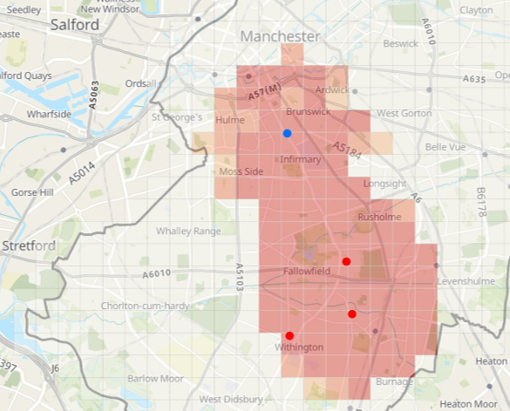 Seedley
New Windsor
Clayton
Salford
A6010
Manchester
Beswick
A5063
A635
Ordsall
Ardwick
A57(M)
Wharfside
St George's
Hulme
Brunswick
West Gorton
A5184
Belle Vue
A5014
Infirmary
Moss Side
Longsight
Gorse Hill
A6
B6178
Rusholme
Stretford
Whalley Range
A6010
A5103
Fallowfield
Levenshulme
Chorlton-cum-hardy
Withington
Heaton
J6
Barlow Moor
Burnage
West Didsbury
Heaton Moor